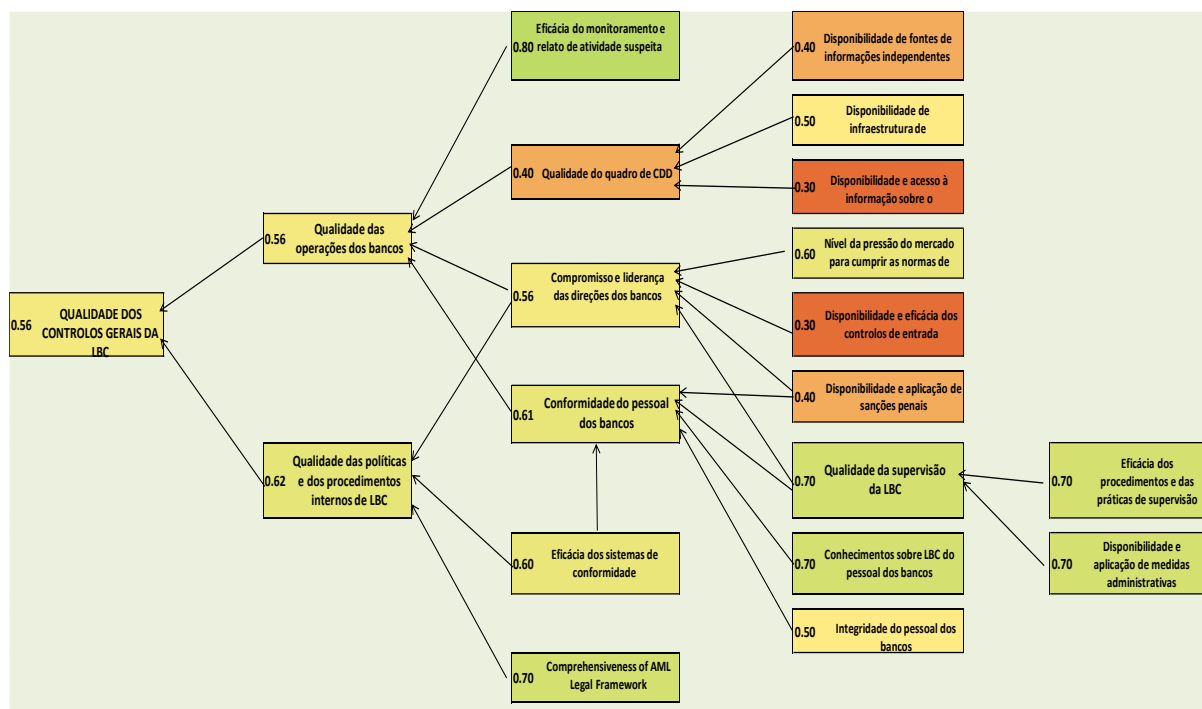 0.56
QUALIDADE DOS
CONTROLOS GERAIS DA
LBC
0.56
Qualidade das
operações dos bancos
0.62
Qualidade das políticas
e dos procedimentos
internos de LBC
0.80
Eficácia do monitoramento e
relato de atividade suspeita
0.40
Qualidade do quadro de CDD
0.56
Compromisso e liderança
das direções dos bancos
0.61
Conformidade do pessoal
dos bancos
0.60
Eficácia dos sistemas de
conformidade
0.70
Comprehensiveness of AML
Legal Framework
0.40
Disponibilidade de fontes de
informações independentes
0.50
Disponibilidade de
infraestrutura de
0.30
Disponibilidade e acesso à
informação sobre o
0.60
Nível da pressão do mercado
para cumprir as normas de
0.30
Disponibilidade e eficácia dos
controlos de entrada
0.40
Disponibilidade e aplicação de
sanções penais
0.70
Qualidade da supervisão
da LBC
0.70
Conhecimentos sobre LBC do
pessoal dos bancos
0.50
Integridade do pessoal dos
bancos
0.70
Eficácia dos
procedimentos e das
práticas de supervisão
0.70
Disponibilidade e
aplicação de medidas
administrativas